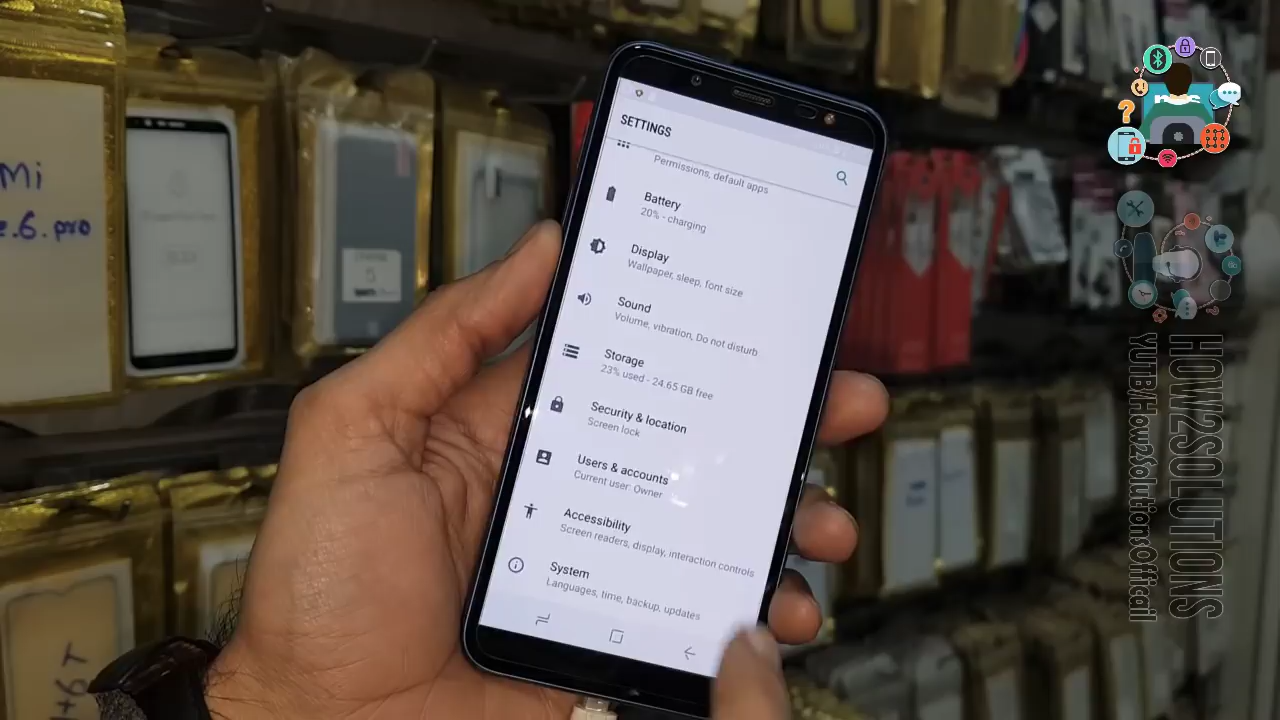 SETTINGS
Permissions, default apps
Battery
20% - charging
Display
Wallpaper, sleep, font size
Sound
Volume, vibration, Do not disturb
Storage
23% used - 24.65 GB free
Security & location
Screen lock
Users & accounts
Current user: Owner
Accessibility
Screen readers, display, interaction controls
System
Languages, time, backup, updates
Mi
6.pro
HOW2SOLUTIONS
YUTB/How2SolutionsOfficail